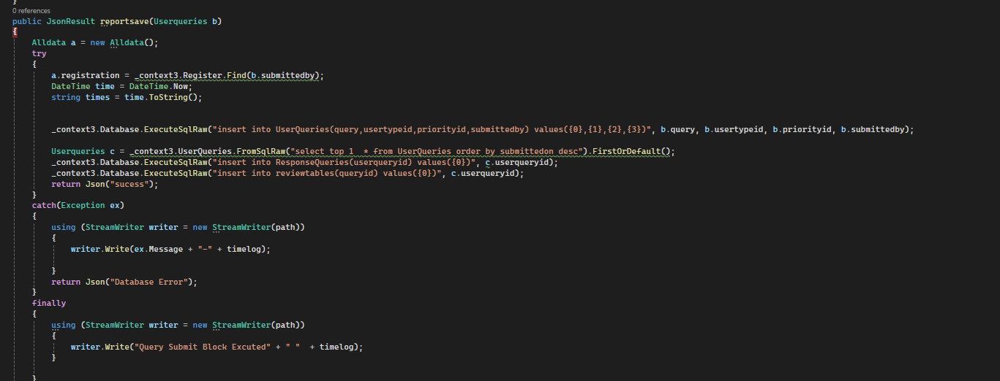 }
0 references
public JsonResult reportsave(Userqueries b)
{
Alldata a = new Alldata();
try
{
a.registration = _context3.Register.Find(b.submittedby);
DateTime time = DateTime.Now;
string times = time.ToString();
_context3.Database.ExecuteSqlRaw("insert into UserQueries(query,usertypeid,priorityid,submittedby) values({0},{1},{2},{3})", b.query, b.usertypeid, b.priorityid, b.submittedby);
Userqueries c = _context3.UserQueries.FromSqlRaw("select top 1  * from UserQueries order by submittedon desc").FirstOrDefault();
_context3.Database.ExecuteSqlRaw("insert into ResponseQueries(userqueryid) values({0})", c.userqueryid);
_context3.Database.ExecuteSqlRaw("insert into reviewtables(queryid) values({0})", c.userqueryid);
return Json("sucess");
}
catch(Exception ex)
{
using (StreamWriter writer = new StreamWriter(path))
{
writer.Write(ex.Message + "-" + timelog);
}
return Json("Database Error");
}
finally
{
using (StreamWriter writer = new StreamWriter(path))
{
writer.Write("Query Submit Block Excuted" + " "  + timelog);
}
}